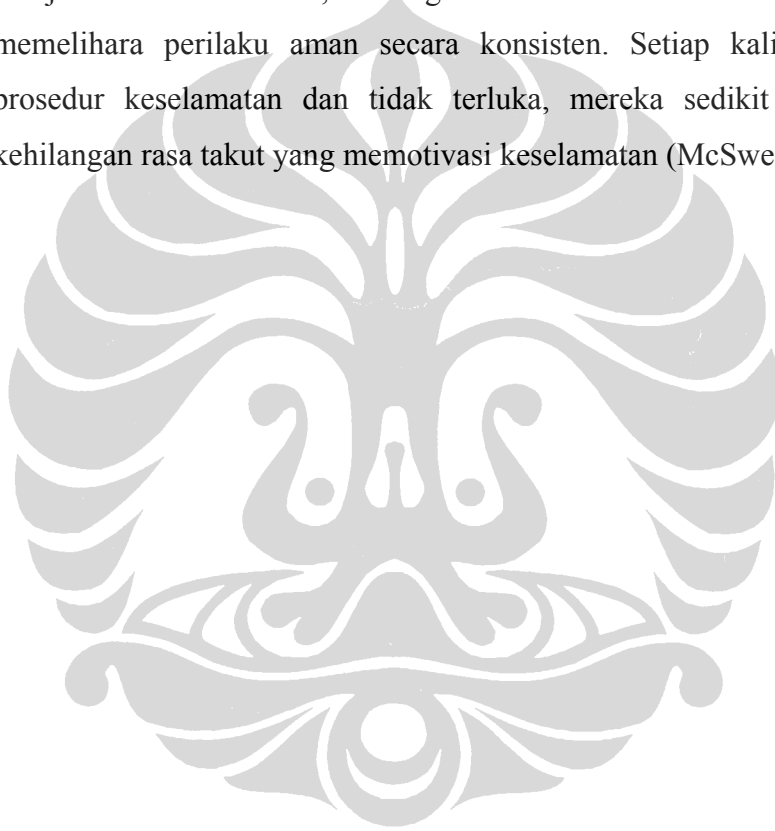 memelihara perilaku aman secara konsisten. Setiap kali
prosedur keselamatan dan tidak terluka, mereka sedikit
kehilangan rasa takut yang memotivasi keselamatan (McSwe